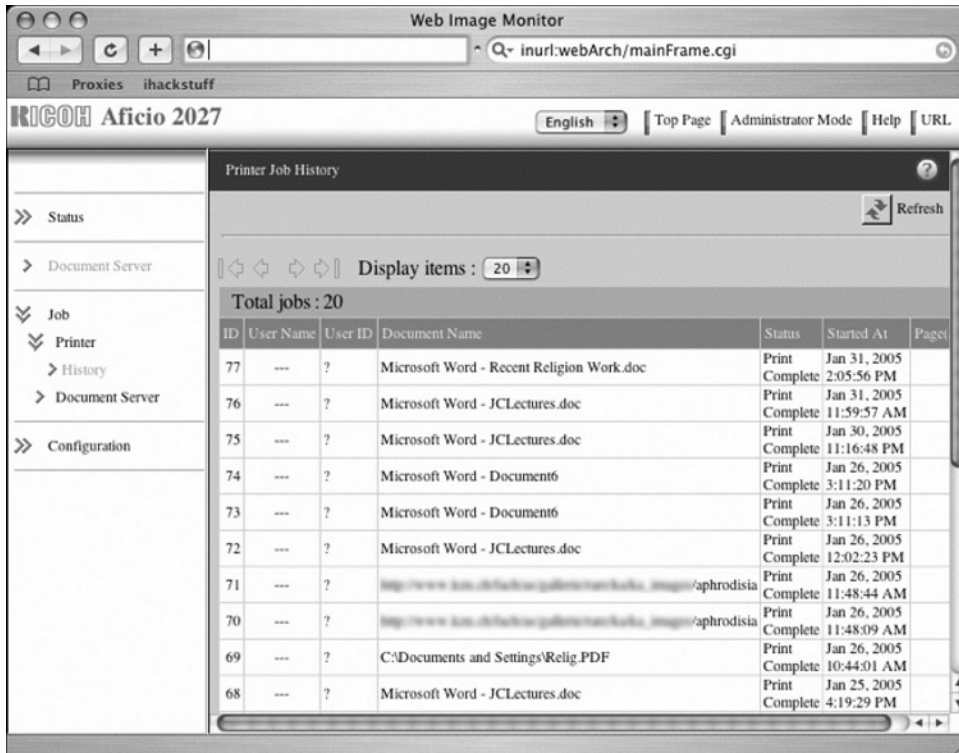 Web Image Monitor
inurl:webArch/mainFrame.cgi
Proxies ihackstuff
RICOH Aficio 2027
English Top Page Administrator Mode Help URL
Printer Job History
Refresh
Status
Document Server
Job
Printer
History
Document Server
Configuration
Display items : 20
Total jobs : 20
ID User Name User ID Document Name Status Started At Page(
77 --- ? Microsoft Word - Recent Religion Work.doc Print Complete Jan 31, 2005 2:05:56 PM
76 --- ? Microsoft Word - JCLectures.doc Print Complete Jan 31, 2005 11:59:57 AM
75 --- ? Microsoft Word - JCLectures.doc Print Complete Jan 30, 2005 11:16:48 PM
74 --- ? Microsoft Word - Document6 Print Complete Jan 26, 2005 3:11:20 PM
73 --- ? Microsoft Word - Document6 Print Complete Jan 26, 2005 3:11:13 PM
72 --- ? Microsoft Word - JCLectures.doc Print Complete Jan 26, 2005 12:02:23 PM
71 --- ? /aphrodisia Print Complete Jan 26, 2005 11:48:44 AM
70 --- ? /aphrodisia Print Complete Jan 26, 2005 11:48:09 AM
69 --- ? C:\Documents and Settings\Relig.PDF Print Complete Jan 26, 2005 10:44:01 AM
68 --- ? Microsoft Word - JCLectures.doc Print Complete Jan 25, 2005 4:19:29 PM